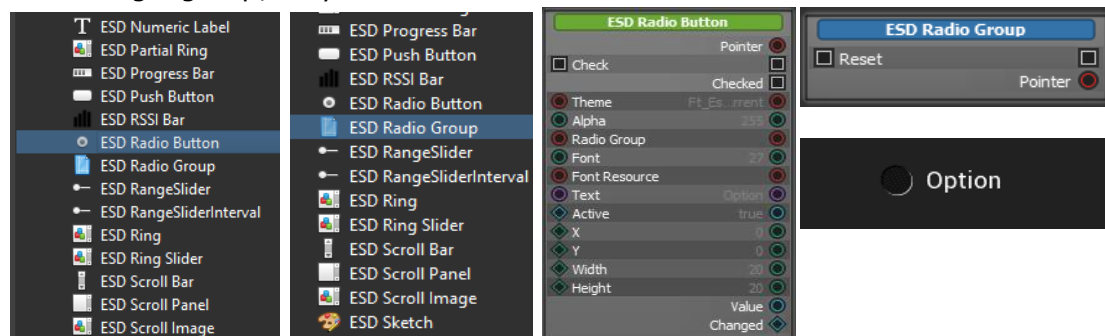 ESD Numeric Label
ESD Partial Ring
ESD Progress Bar
ESD Push Button
ESD RSSI Bar
ESD Radio Button
ESD Radio Group
ESD RangeSlider
ESD RangeSliderInterval
ESD Ring
ESD Ring Slider
ESD Scroll Bar
ESD Scroll Panel
ESD Scroll Image
ESD Progress Bar
ESD Push Button
ESD RSSI Bar
ESD Radio Button
ESD Radio Group
ESD RangeSlider
ESD RangeSliderInterval
ESD Ring
ESD Ring Slider
ESD Scroll Bar
ESD Scroll Panel
ESD Scroll Image
ESD Sketch
ESD Radio Button
Pointer
Check
Checked
Theme Ft_Es...rrent
Alpha 255
Radio Group
Font 27
Font Resource
Text Option
Active true
X 0
Y 0
Width 20
Height 20
Value
Changed
ESD Radio Group
Reset
Pointer
Option